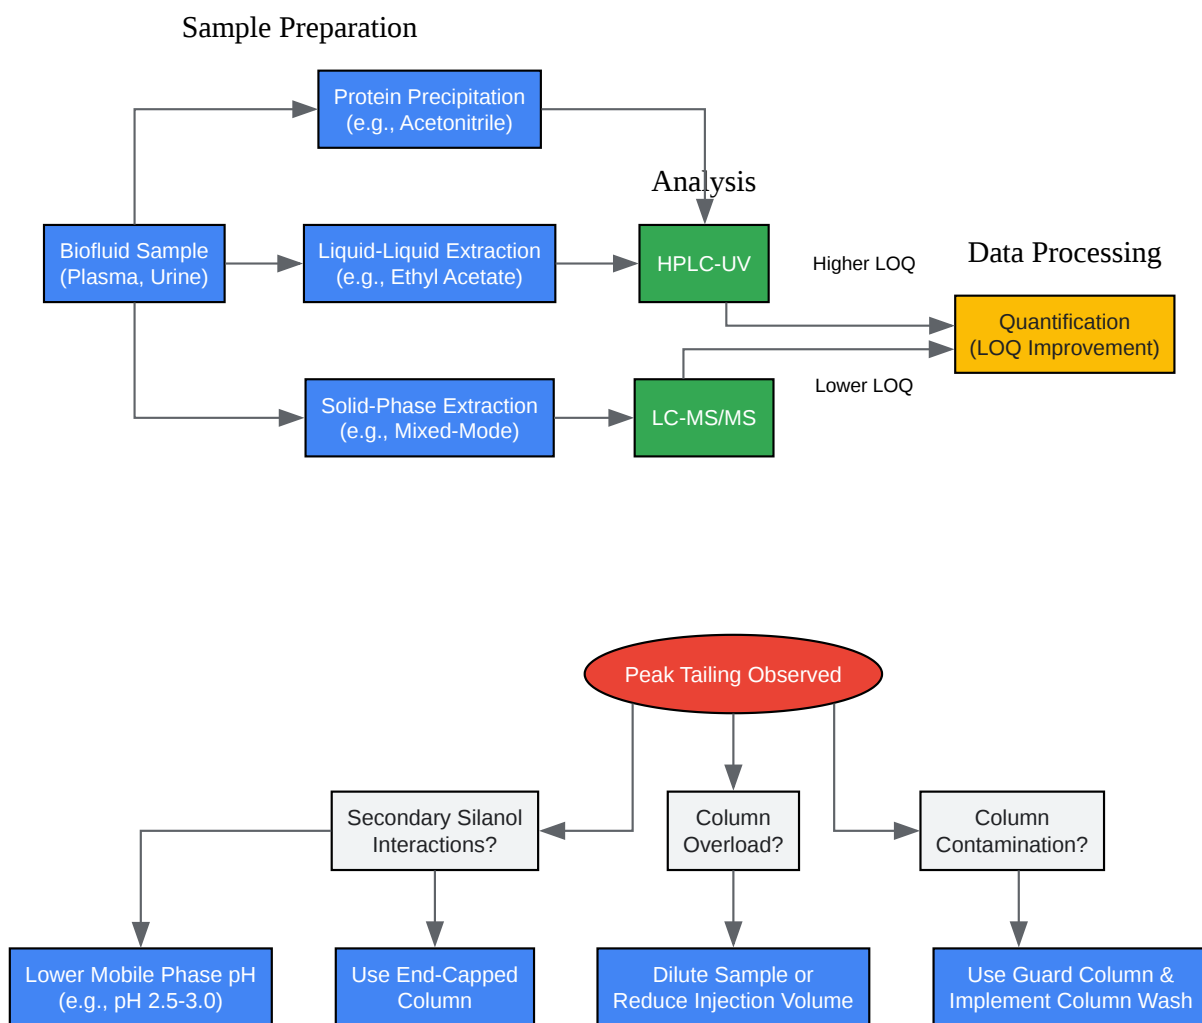 Sample Preparation
Protein Precipitation
(e.g., Acetonitrile)
Analysis
Biofluid Sample
(Plasma, Urine)
Liquid-Liquid Extraction
(e.g., Ethyl Acetate)
HPLC-UV
Higher LOQ
Data Processing
Quantification
(LOQ Improvement)
Solid-Phase Extraction
(e.g., Mixed-Mode)
LC-MS/MS
Lower LOQ
Peak Tailing Observed
Secondary Silanol
Interactions?
Column
Overload?
Column
Contamination?
Lower Mobile Phase pH
(e.g., pH 2.5-3.0)
Use End-Capped
Column
Dilute Sample or
Reduce Injection Volume
Use Guard Column &
Implement Column Wash